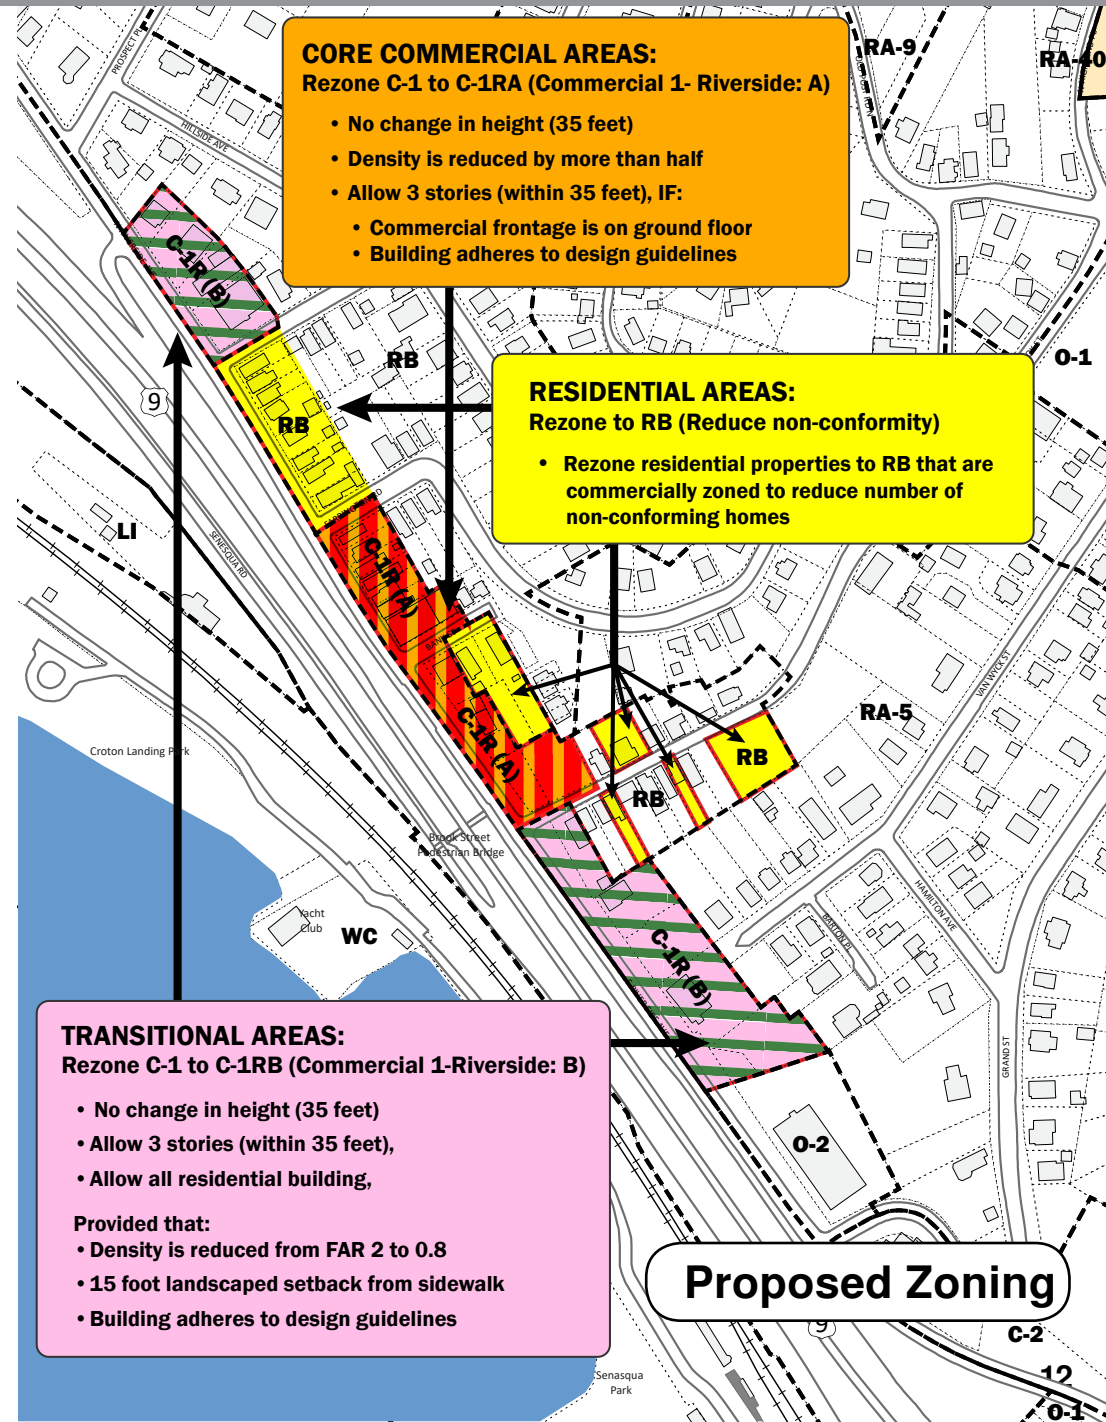 PROSPECT PL
HILLSIDE AVE
RA-9
RA-40
CORE COMMERCIAL AREAS:
Rezone C-1 to C-1RA (Commercial 1- Riverside: A)
• No change in height (35 feet)
• Density is reduced by more than half
• Allow 3 stories (within 35 feet), IF:
• Commercial frontage is on ground floor
• Building adheres to design guidelines
RA-5
C-1R (B)
RB
O-1
9
RB
RESIDENTIAL AREAS:
Rezone to RB (Reduce non-conformity)
• Rezone residential properties to RB that are
commercially zoned to reduce number of
non-conforming homes
LI
SENESQUA RD
C-1R (A)
VAN WYCK ST
RA-5
C-1R (A)
Croton Landing Park
RB
RB
Brook Street
Pedestrian Bridge
HAMILTON AVE
BARTON PL
Yacht
Club
WC
C-1R (B)
GRAND ST
TRANSITIONAL AREAS:
Rezone C-1 to C-1RB (Commercial 1-Riverside: B)
• No change in height (35 feet)
• Allow 3 stories (within 35 feet),
• Allow all residential building,
Provided that:
• Density is reduced from FAR 2 to 0.8
• 15 foot landscaped setback from sidewalk
• Building adheres to design guidelines
O-2
Proposed Zoning
9
C-2
12
O-1
Senasqua
Park